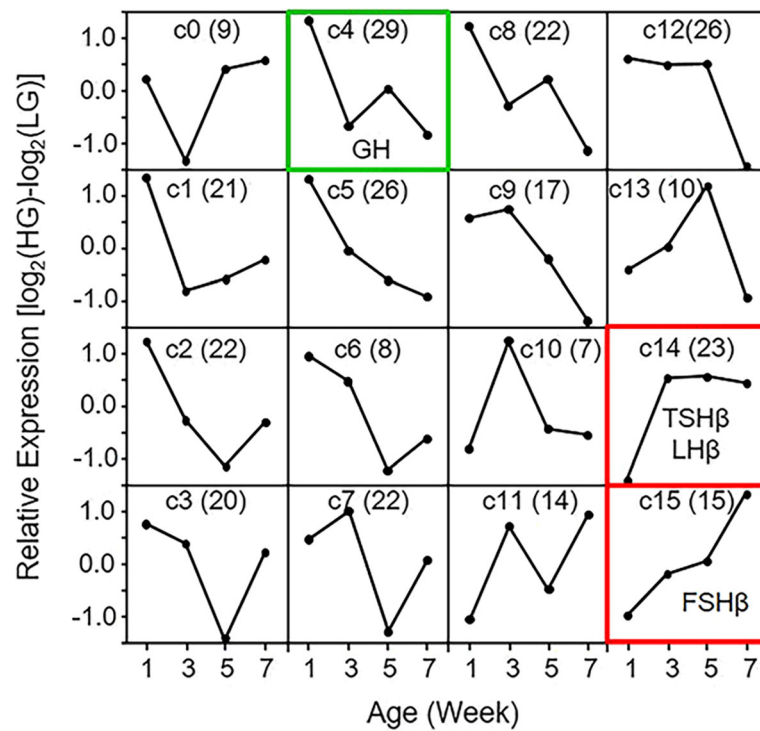 Relative Expression [log₂(HG)-log₂(LG)]
1.0
0.0
-1.0
c0 (9)
c4 (29)
GH
c8 (22)
c12(26)
1.0
0.0
-1.0
c1 (21)
c5 (26)
c9 (17)
c13 (10)
1.0
0.0
-1.0
c2 (22)
c6 (8)
c10 (7)
c14 (23)
TSHβ
LHβ
1.0
0.0
-1.0
c3 (20)
c7 (22)
c11 (14)
c15 (15)
FSHβ
1 3 5 7 1 3 5 7 1 3 5 7 1 3 5 7
Age (Week)